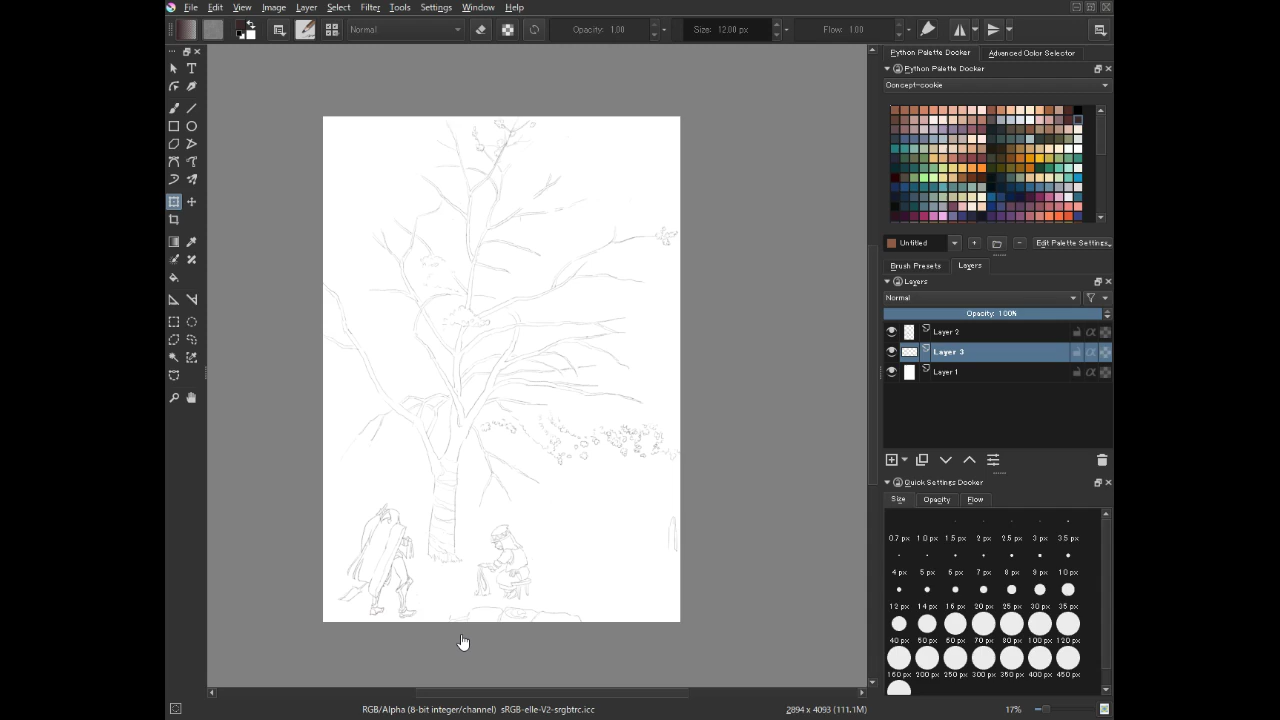 File Edit View Image Layer Select Filter Tools Settings Window Help
Normal Opacity: 1.00 Size: 12.00 px Flow: 1.00
Python Palette Docker Advanced Color Selector
Python Palette Docker
Concept-cookie
Untitled + - Edit Palette Settings..
Brush Presets Layers
Layers
Normal
Opacity: 100%
Layer 2
Layer 3
Layer 1
Quick Settings Docker
Size Opacity Flow
0.7 px 1.0 px 1.5 px 2 px 2.5 px 3 px 3.5 px
4 px 5 px 6 px 7 px 8 px 9 px 10 px
12 px 14 px 16 px 20 px 25 px 30 px 35 px
40 px 50 px 60 px 70 px 80 px 100 px 120 px
160 px 200 px 250 px 300 px 350 px 400 px 450 px
RGB/Alpha (8-bit integer/channel) sRGB-elle-V2-srgbtrc.icc 2894 x 4093 (111.1M) 17%